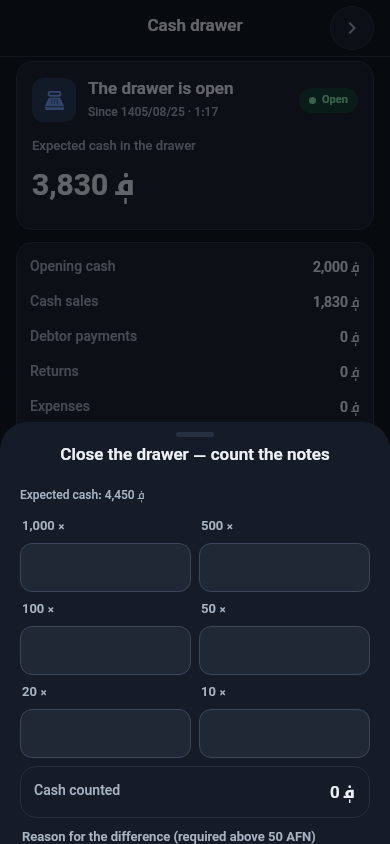 Cash drawer
The drawer is open
Since 1405/08/25 · 1:17
Open
Expected cash in the drawer
3,830 ؋
Opening cash 2,000 ؋
Cash sales 1,830 ؋
Debtor payments 0 ؋
Returns 0 ؋
Expenses 0 ؋
Close the drawer — count the notes
Expected cash: 4,450 ؋
1,000 × 500 ×
100 × 50 ×
20 × 10 ×
Cash counted 0 ؋
Reason for the difference (required above 50 AFN)